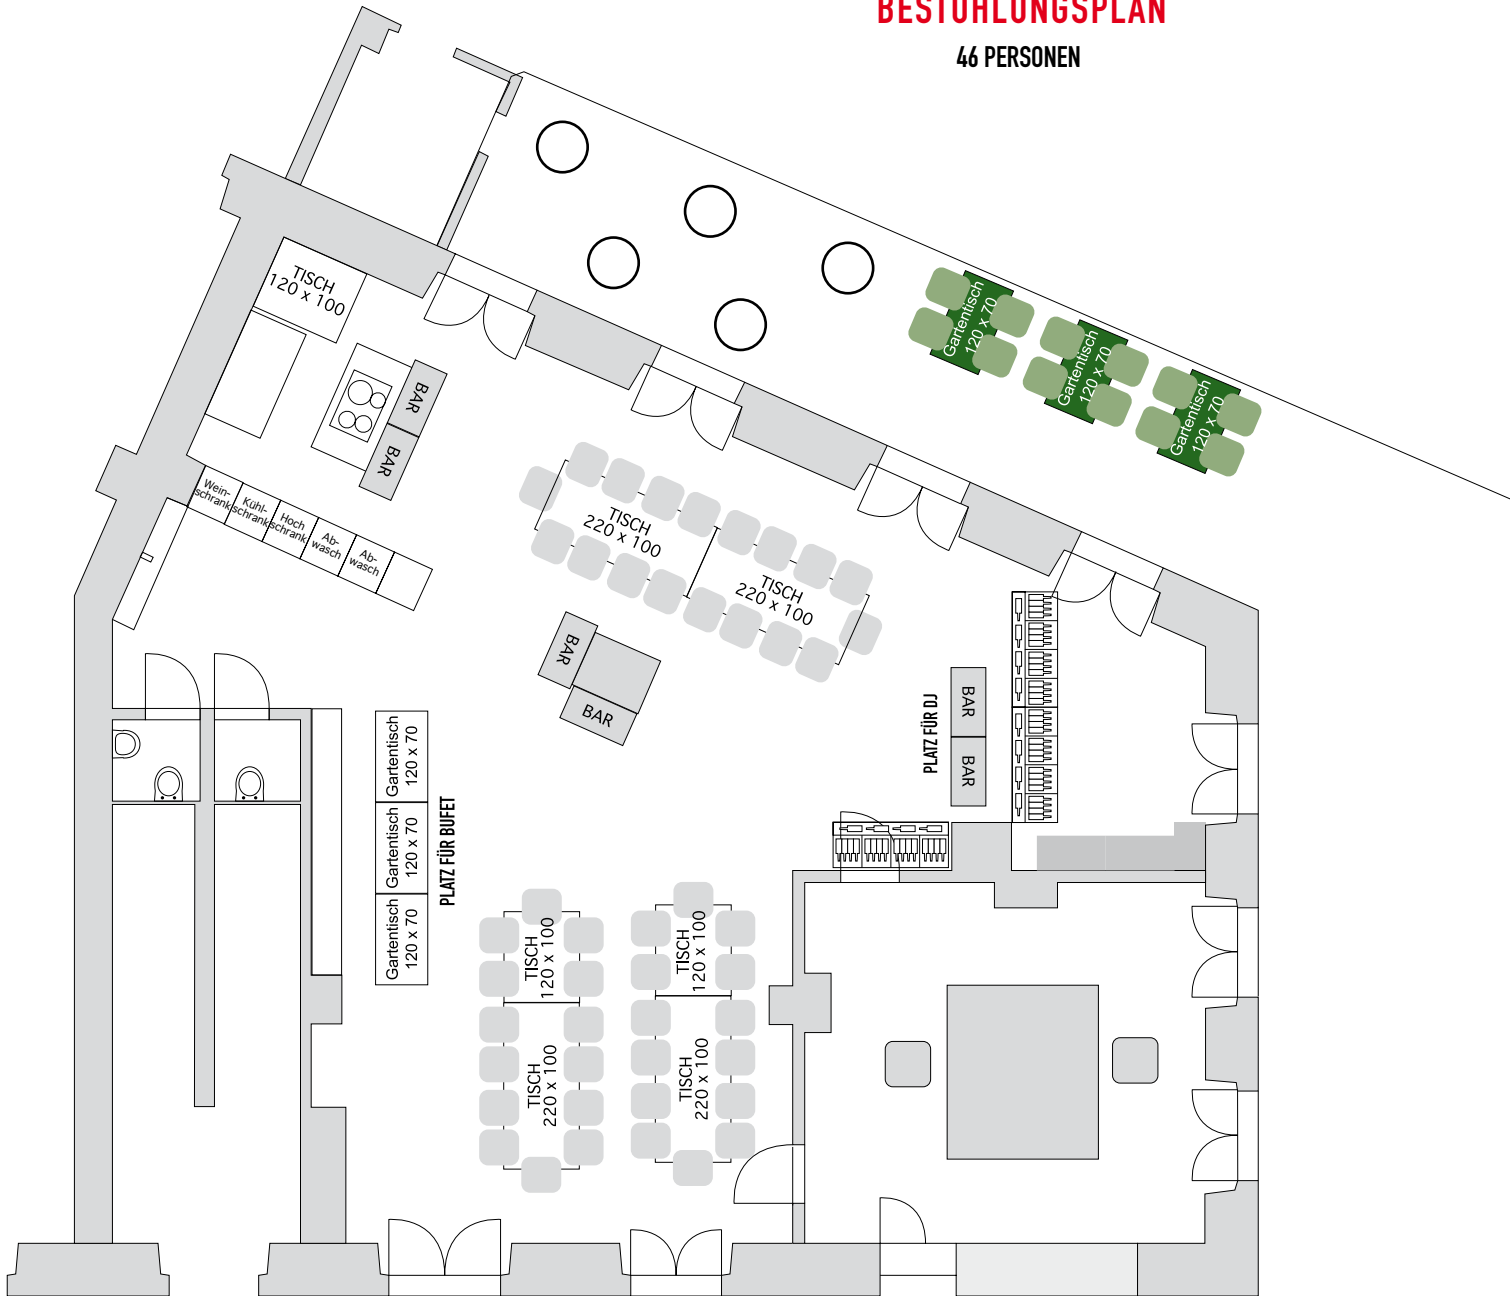 BESTUHLUNGSPLAN
46 PERSONEN
TISCH
120 x 100
BAR
BAR
Gartentisch
120 x 70
Gartentisch
120 x 70
Gartentisch
120 x 70
Wein-
schrank
Kühl-
schrank
Hoch
schrank
Ab-
wasch
Ab-
wasch
TISCH
220 x 100
TISCH
220 x 100
BAR
BAR
PLATZ FÜR DJ
BAR
BAR
Gartentisch
120 x 70
Gartentisch
120 x 70
Gartentisch
120 x 70
PLATZ FÜR BUFET
TISCH
120 x 100
TISCH
220 x 100
TISCH
120 x 100
TISCH
220 x 100